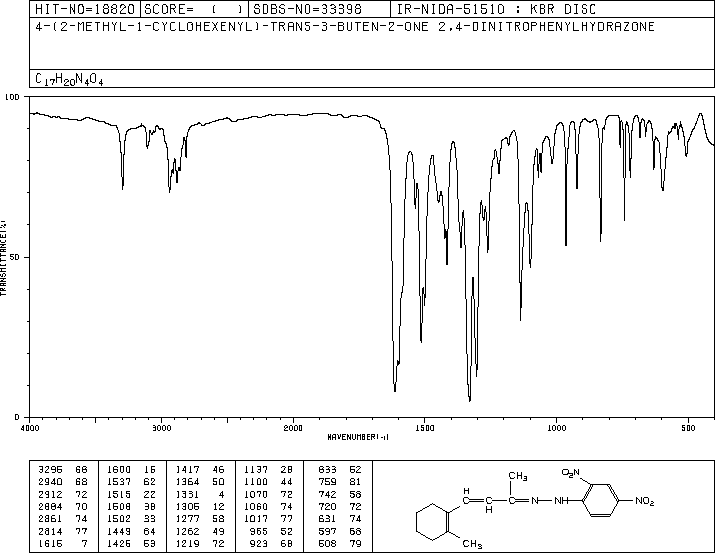 HIT-NO=18820 SCORE= ( ) SDBS-NO=33398 IR-NIDA-51510 : KBR DISC
4-(2-METHYL-1-CYCLOHEXENYL)-TRANS-3-BUTEN-2-ONE 2,4-DINITROPHENYLHYDRAZONE
C17H20N4O4
100
50
0
TRANSMITTANCE(%)
4000 3000 2000 1500 1000 500
WAVENUMBER(-1)
3295 68 1600 16 1417 46 1137 28 833 52
2940 68 1537 62 1364 50 1100 44 759 81
2912 72 1515 22 1331 4 1070 72 742 58
2884 70 1508 38 1305 12 1060 74 720 72
2861 74 1502 33 1277 58 1017 77 631 74
2814 77 1449 64 1262 49 965 52 597 68
1615 7 1425 53 1219 72 923 68 508 79
CH3
O2N
H
C=C
H
C=N—NH
NO2
CH3